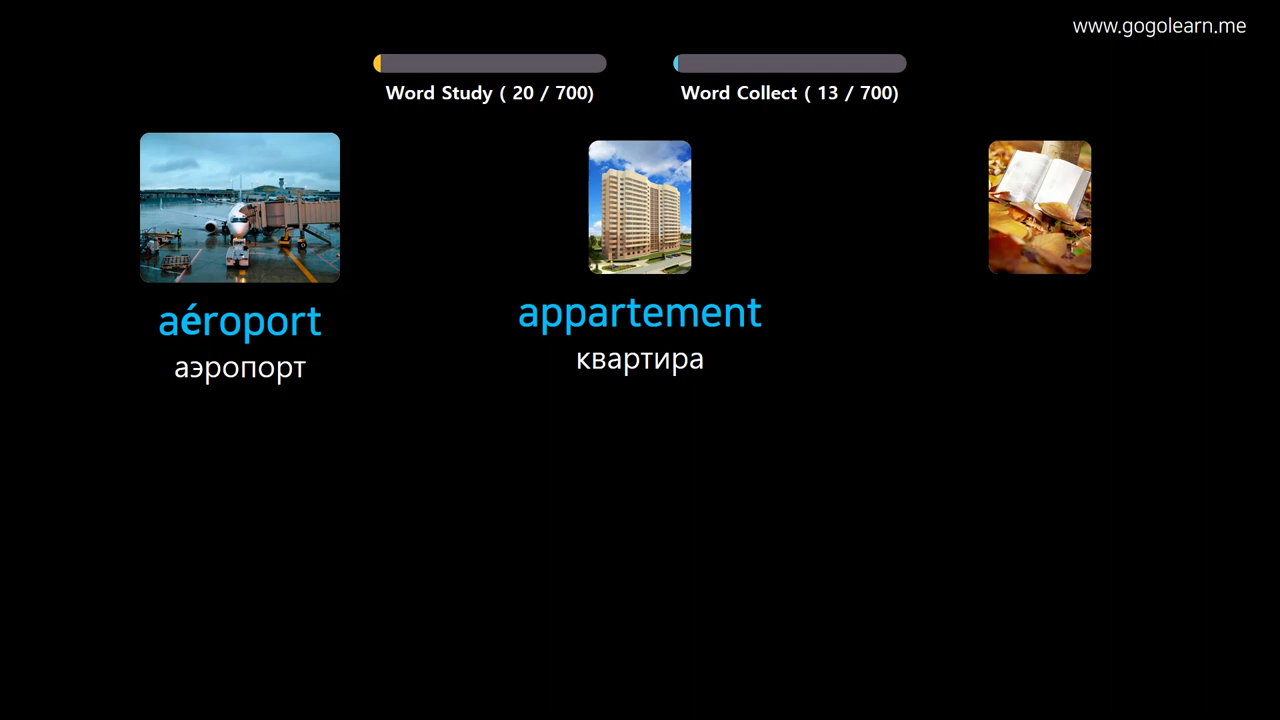 www.gogolearn.me
Word Study ( 20 / 700)
Word Collect ( 13 / 700)
aéroport
аэропорт
appartement
квартира